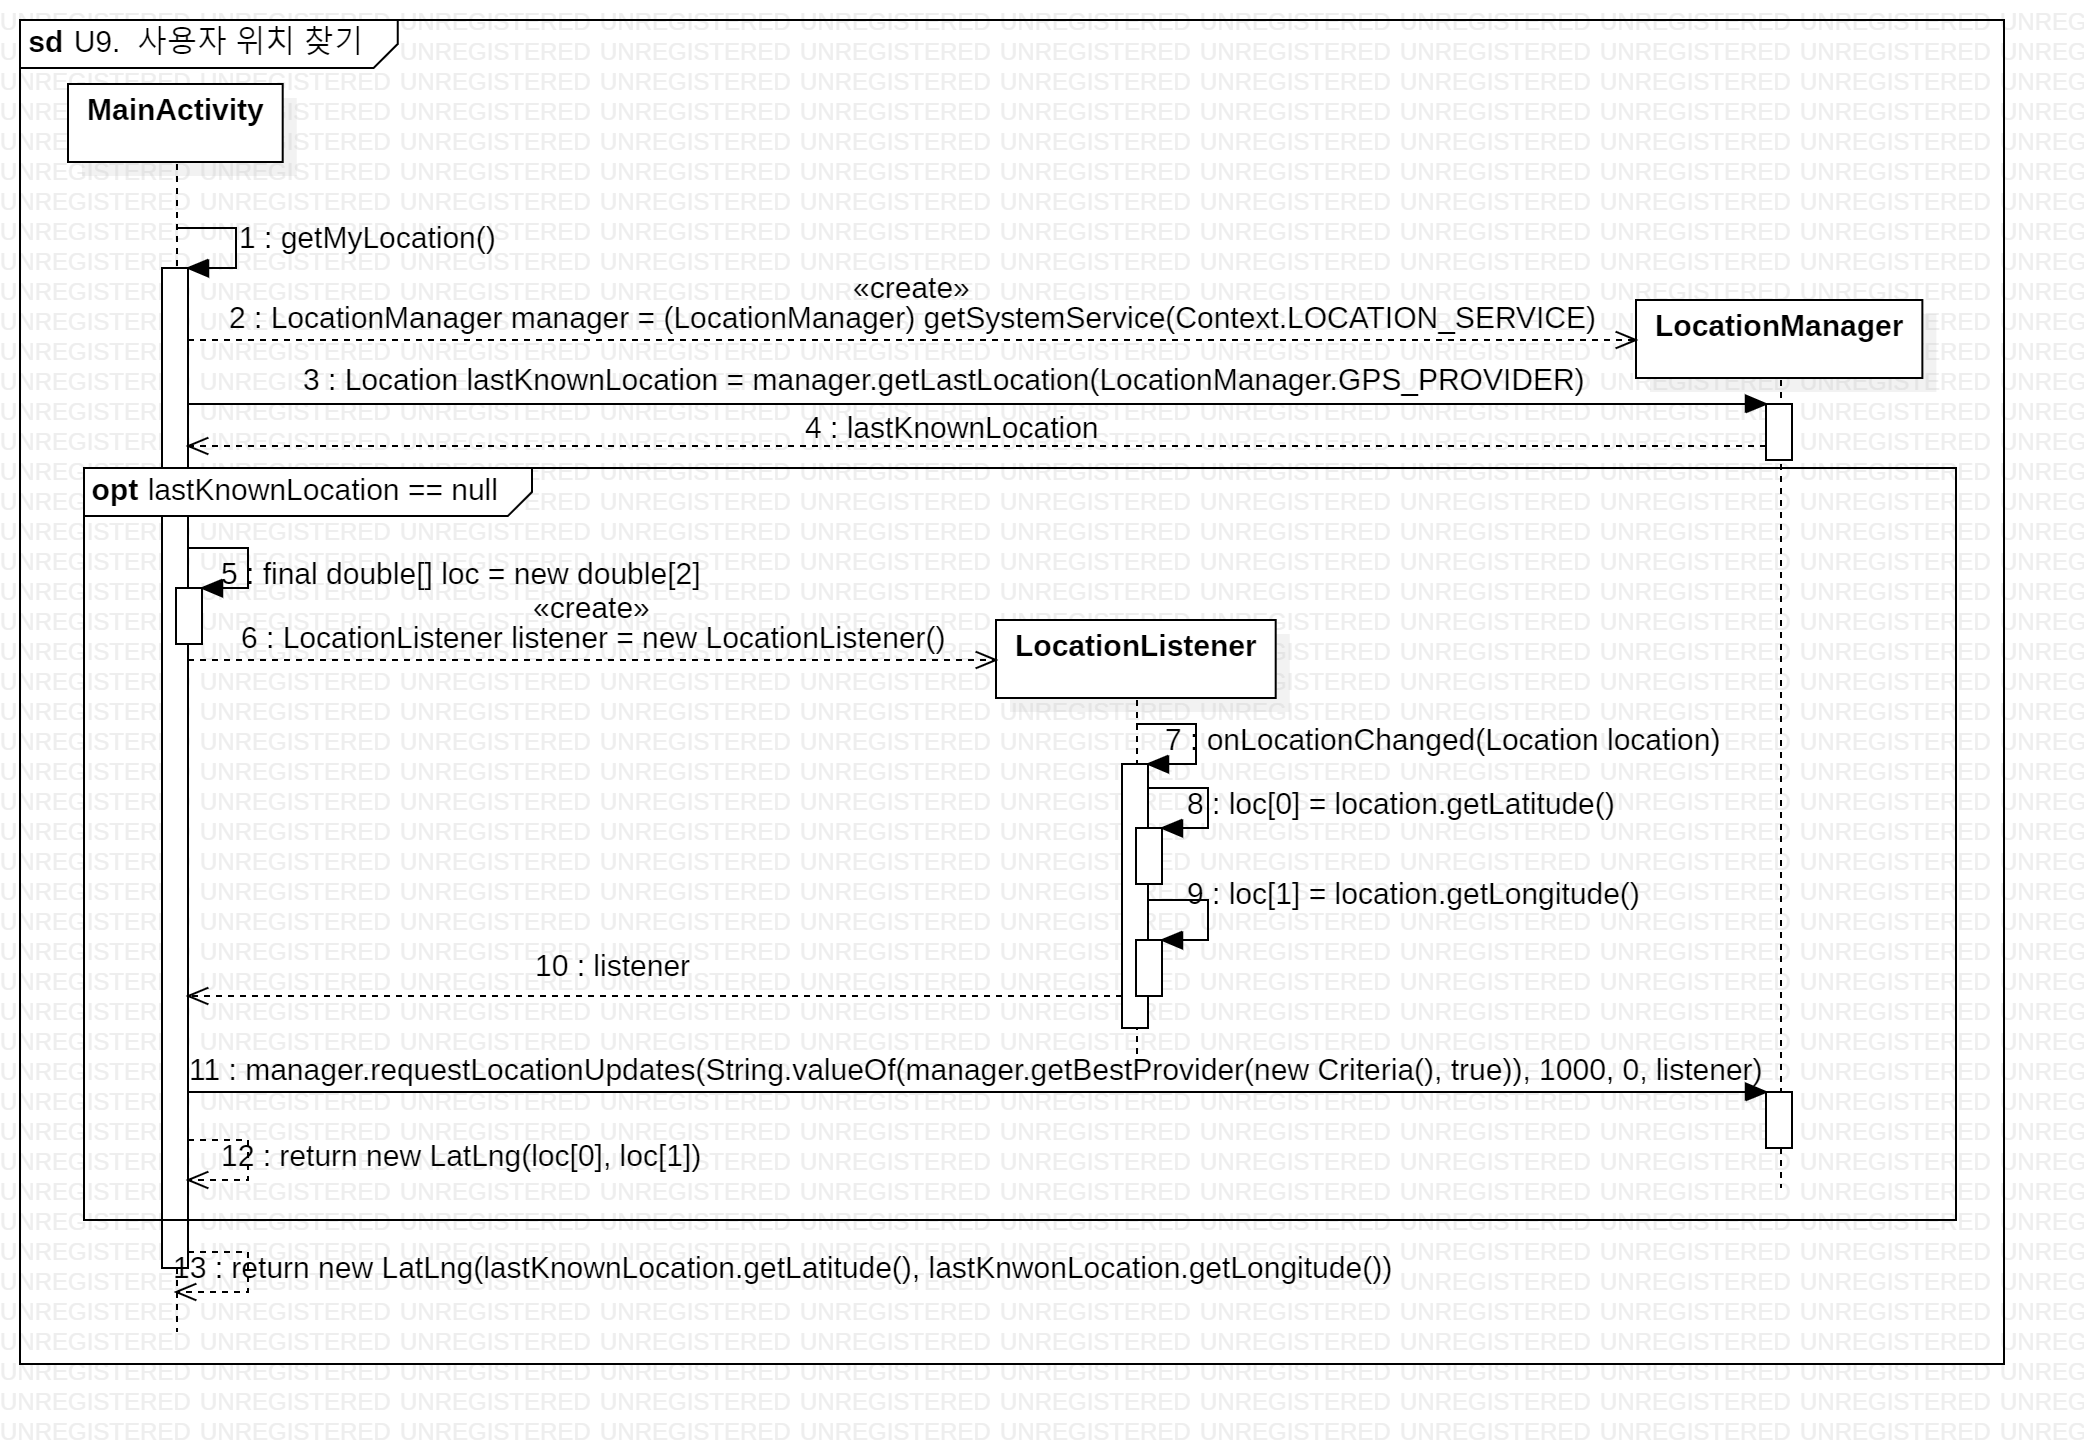 sd U9. 사용자 위치 찾기
MainActivity
1 : getMyLocation()
«create»
2 : LocationManager manager = (LocationManager) getSystemService(Context.LOCATION_SERVICE)
LocationManager
3 : Location lastKnownLocation = manager.getLastLocation(LocationManager.GPS_PROVIDER)
4 : lastKnownLocation
opt lastKnownLocation == null
5 : final double[] loc = new double[2]
«create»
6 : LocationListener listener = new LocationListener()
LocationListener
7 : onLocationChanged(Location location)
8 : loc[0] = location.getLatitude()
9 : loc[1] = location.getLongitude()
10 : listener
11 : manager.requestLocationUpdates(String.valueOf(manager.getBestProvider(new Criteria(), true)), 1000, 0, listener)
12 : return new LatLng(loc[0], loc[1])
13 : return new LatLng(lastKnownLocation.getLatitude(), lastKnwonLocation.getLongitude())
UNREGISTERED